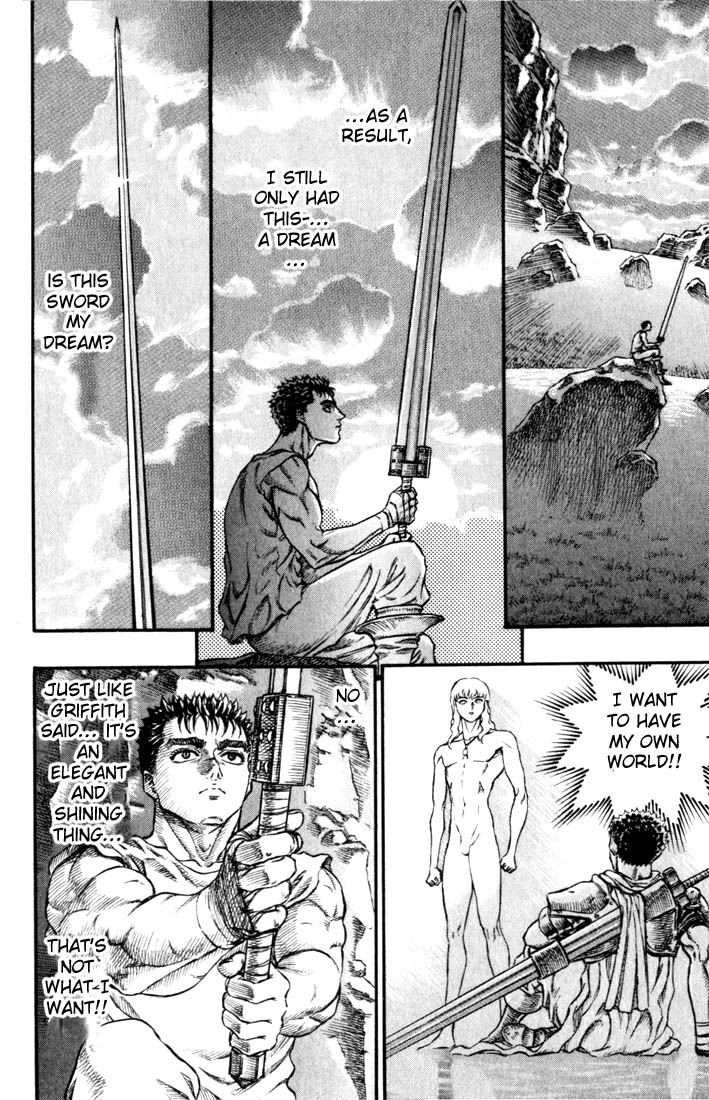 ...AS A
RESULT,
I STILL
ONLY HAD
THIS-...
A DREAM
...
IS THIS
SWORD
MY
DREAM?
I WANT
TO HAVE
MY OWN
WORLD!!
NO
...
JUST LIKE
GRIFFITH
SAID... IT'S
AN
ELEGANT
AND
SHINING
THING...
THAT'S
NOT
WHAT I
WANT!!